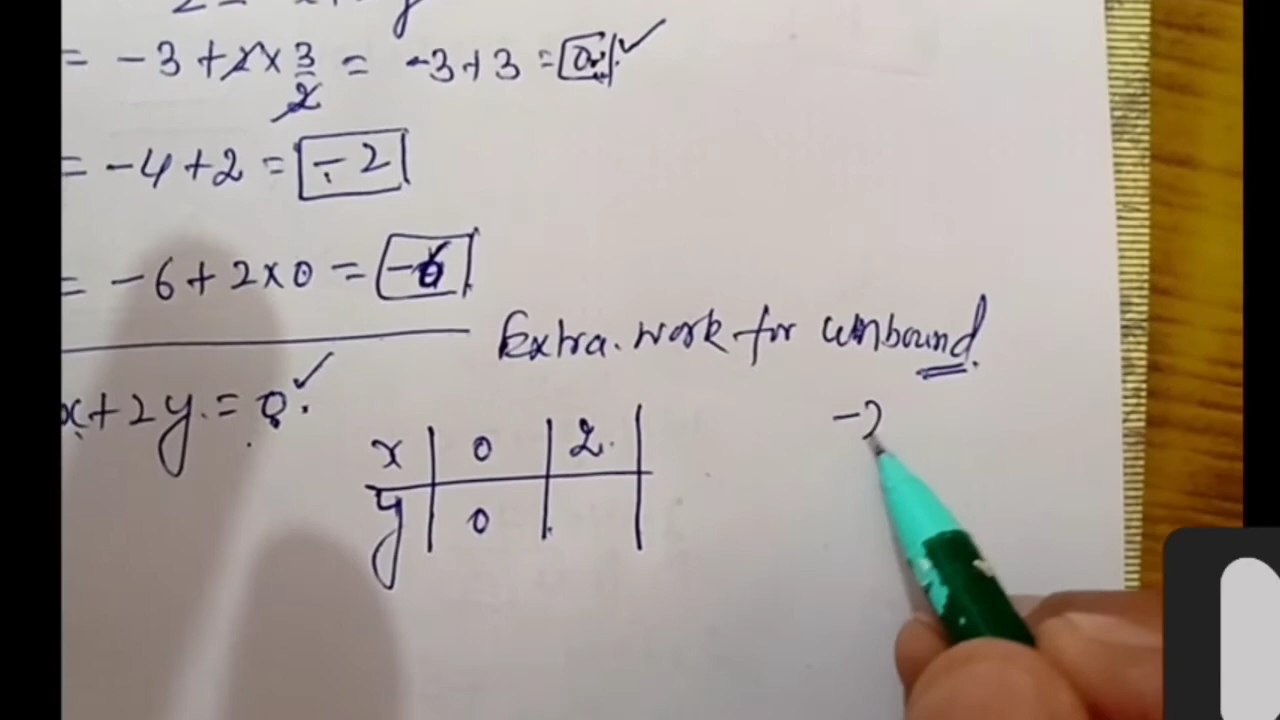 = -3 + 2 × 3/2 = -3 + 3 = 0 ✓
= -4 + 2 = -2
= -6 + 2 × 0 = -6
Extra. work for unbound.
x + 2y. = 0. ✓
-2
x | 0 | 2. |
y | 0 | |